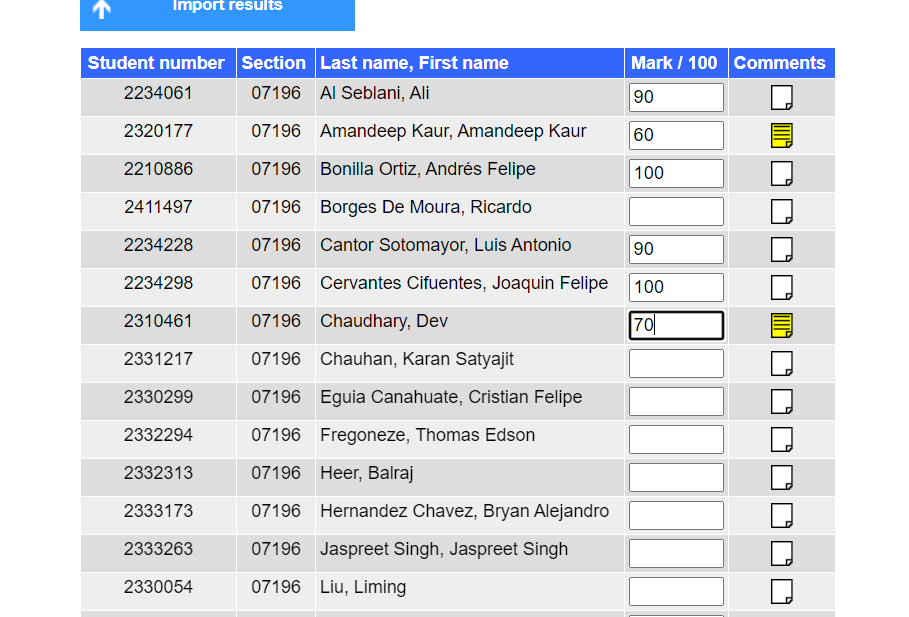 Import results
Student number Section Last name, First name Mark / 100 Comments
2234061 07196 Al Seblani, Ali 90
2320177 07196 Amandeep Kaur, Amandeep Kaur 60
2210886 07196 Bonilla Ortiz, Andrés Felipe 100
2411497 07196 Borges De Moura, Ricardo
2234228 07196 Cantor Sotomayor, Luis Antonio 90
2234298 07196 Cervantes Cifuentes, Joaquin Felipe 100
2310461 07196 Chaudhary, Dev 70
2331217 07196 Chauhan, Karan Satyajit
2330299 07196 Eguia Canahuate, Cristian Felipe
2332294 07196 Fregoneze, Thomas Edson
2332313 07196 Heer, Balraj
2333173 07196 Hernandez Chavez, Bryan Alejandro
2333263 07196 Jaspreet Singh, Jaspreet Singh
2330054 07196 Liu, Liming